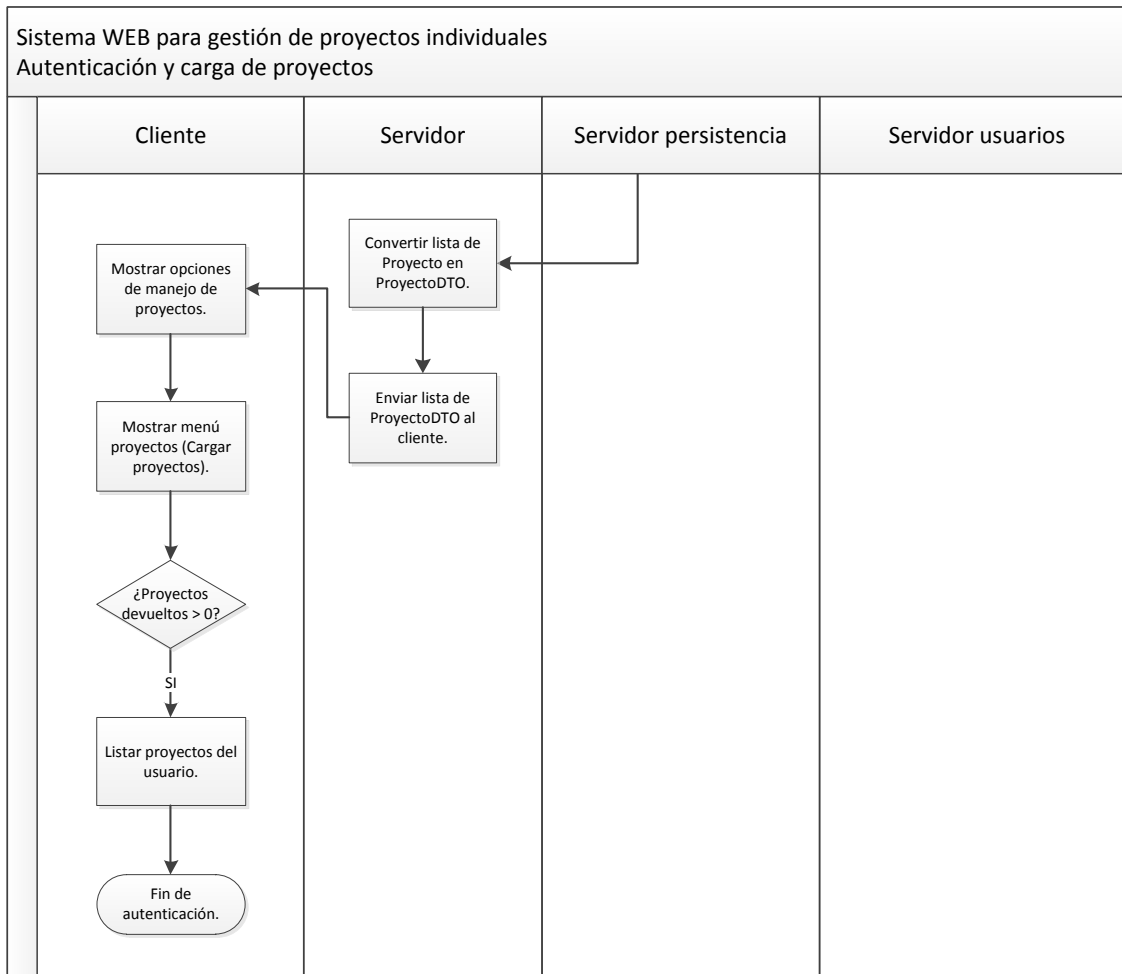 Sistema WEB para gestión de proyectos individuales
Autenticación y carga de proyectos
Cliente
Servidor
Servidor persistencia
Servidor usuarios
Convertir lista de
Proyecto en
ProyectoDTO.
Mostrar opciones
de manejo de
proyectos.
Enviar lista de
ProyectoDTO al
cliente.
Mostrar menú
proyectos (Cargar
proyectos).
¿Proyectos
devueltos > 0?
SI
Listar proyectos del
usuario.
Fin de
autenticación.